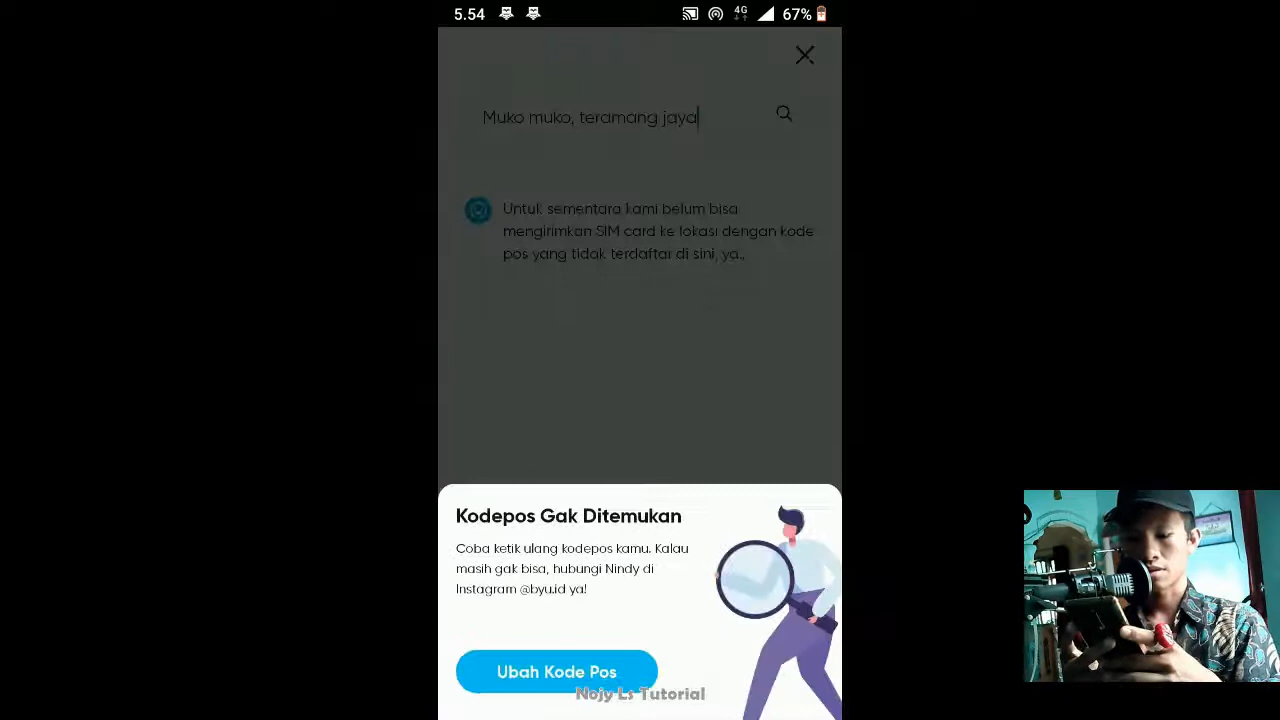 5.54
4G
67%
Muko muko, teramang jaya
Untuk sementara kami belum bisa
mengirimkan SIM card ke lokasi dengan kode
pos yang tidak terdaftar di sini, ya..
Kodepos Gak Ditemukan
Coba ketik ulang kodepos kamu. Kalau
masih gak bisa, hubungi Nindy di
Instagram @byu.id ya!
Ubah Kode Pos
Nojy Ls Tutorial